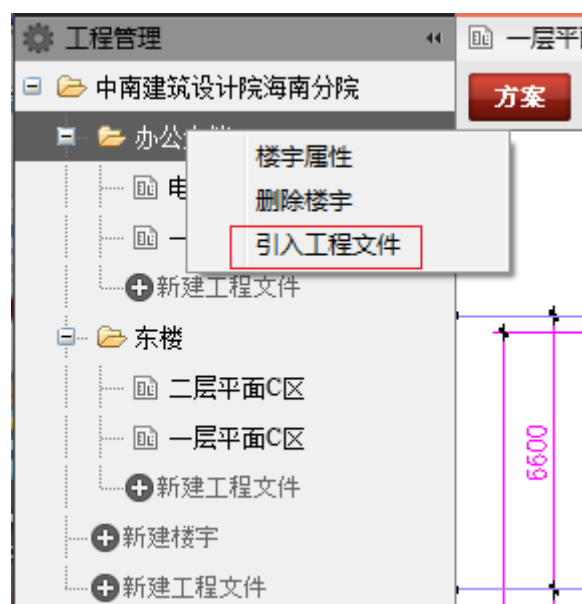 工程管理
一层平
中南建筑设计院海南分院
方案
办公
楼宇属性
电
删除楼宇
一
引入工程文件
新建工程文件
东楼
二层平面C区
一层平面C区
6600
新建工程文件
新建楼宇
新建工程文件